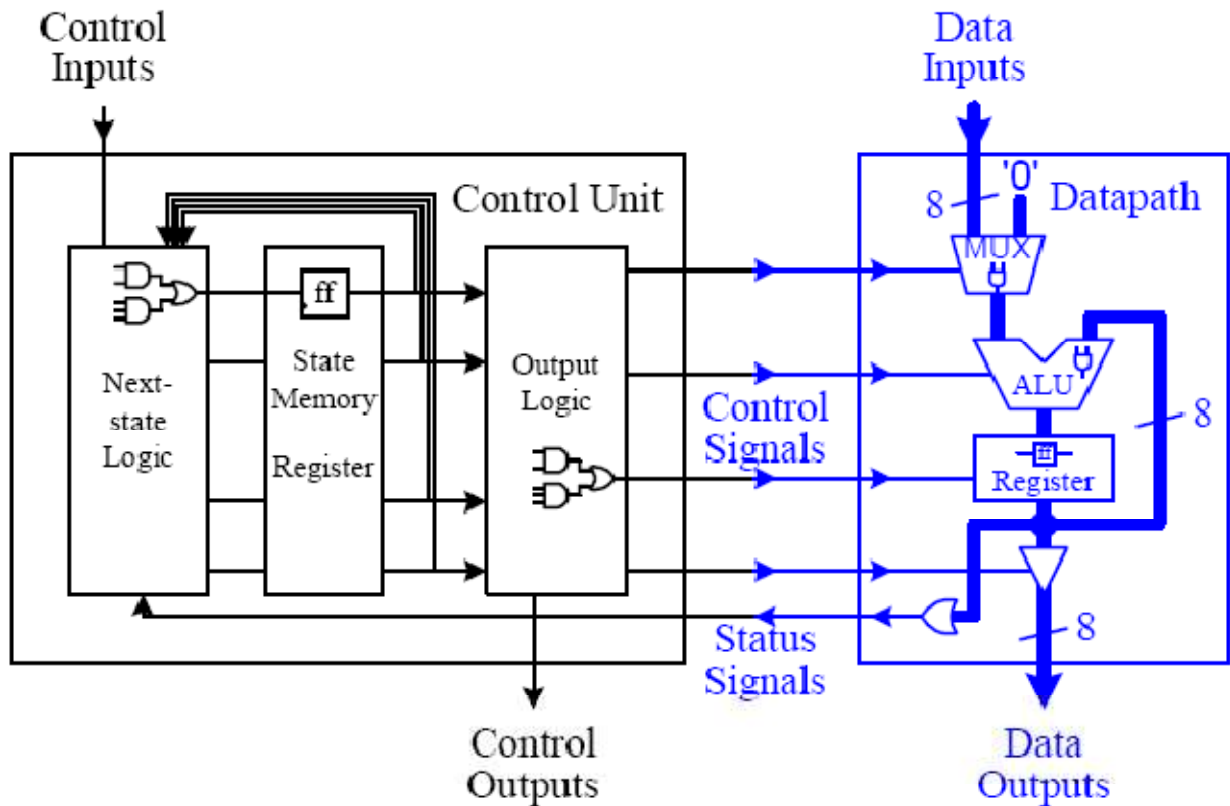 Control
Inputs
Data
Inputs
Control Unit
'0'
8
Datapath
MUX
ff
Next-
state
Logic
State
Memory
Register
Output
Logic
ALU
Control
Signals
8
ff
Register
Status
Signals
8
Control
Outputs
Data
Outputs